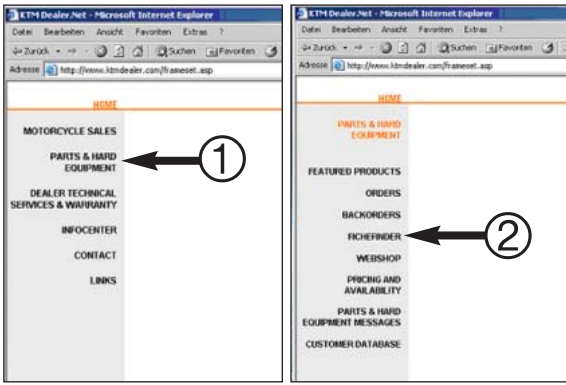 KTM Dealer.Net - Microsoft Internet Explorer
Datei Bearbeiten Ansicht Favoriten Extras ?
Zurück Suchen Favoriten
Adresse http://www.ktmdealer.com/frameset.asp
HOME
MOTORCYCLE SALES
PARTS & HARD
EQUIPMENT
1
DEALER TECHNICAL
SERVICES & WARRANTY
INFOCENTER
CONTACT
LINKS
KTM Dealer.Net - Microsoft Internet Explorer
Datei Bearbeiten Ansicht Favoriten Extras ?
Zurück Suchen Favoriten
Adresse http://www.ktmdealer.com/frameset.asp
HOME
PARTS & HARD
EQUIPMENT
FEATURED PRODUCTS
ORDERS
BACKORDERS
FICHEFINDER
2
WEBSHOP
PRICING AND
AVAILABILITY
PARTS & HARD
EQUIPMENT MESSAGES
CUSTOMER DATABASE